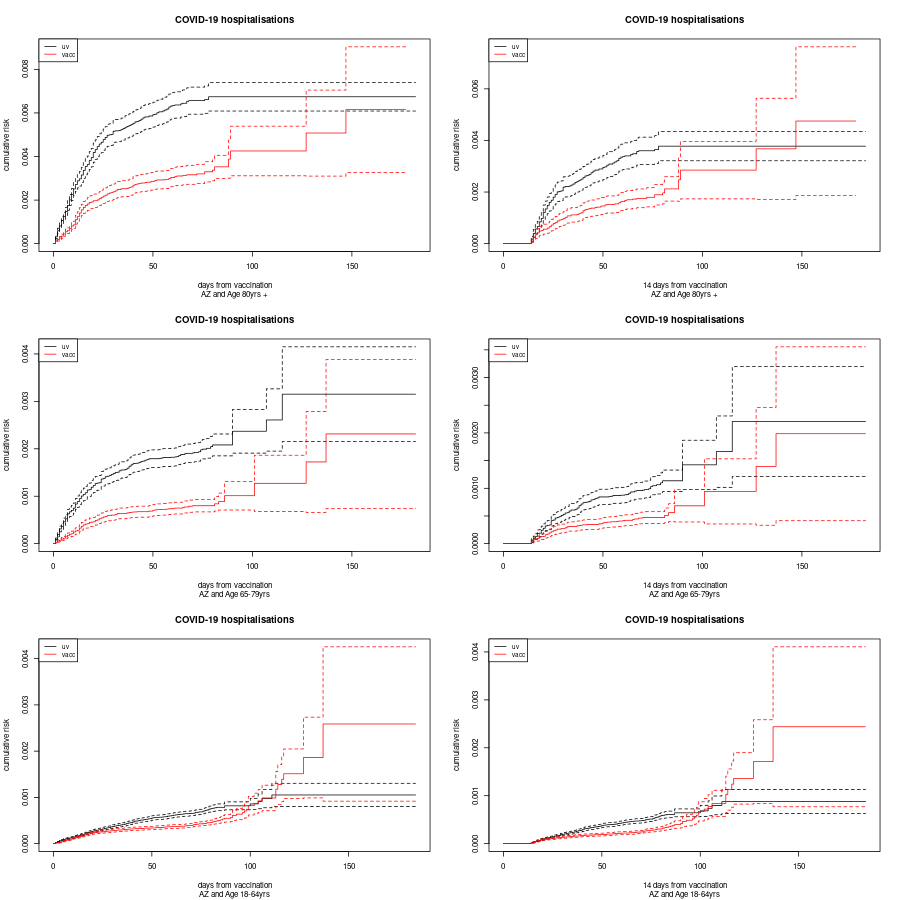 COVID-19 hospitalisations
uv
vacc
cumulative risk
0.000
0.002
0.004
0.006
0.008
0
50
100
150
days from vaccination
AZ and Age 80yrs +
COVID-19 hospitalisations
uv
vacc
cumulative risk
0.000
0.002
0.004
0.006
0
50
100
150
14 days from vaccination
AZ and Age 80yrs +
COVID-19 hospitalisations
uv
vacc
cumulative risk
0.000
0.001
0.002
0.003
0.004
0
50
100
150
days from vaccination
AZ and Age 65-79yrs
COVID-19 hospitalisations
uv
vacc
cumulative risk
0.0000
0.0010
0.0020
0.0030
0
50
100
150
14 days from vaccination
AZ and Age 65-79yrs
COVID-19 hospitalisations
uv
vacc
cumulative risk
0.000
0.001
0.002
0.003
0.004
0
50
100
150
days from vaccination
AZ and Age 18-64yrs
COVID-19 hospitalisations
uv
vacc
cumulative risk
0.000
0.001
0.002
0.003
0.004
0
50
100
150
14 days from vaccination
AZ and Age 18-64yrs